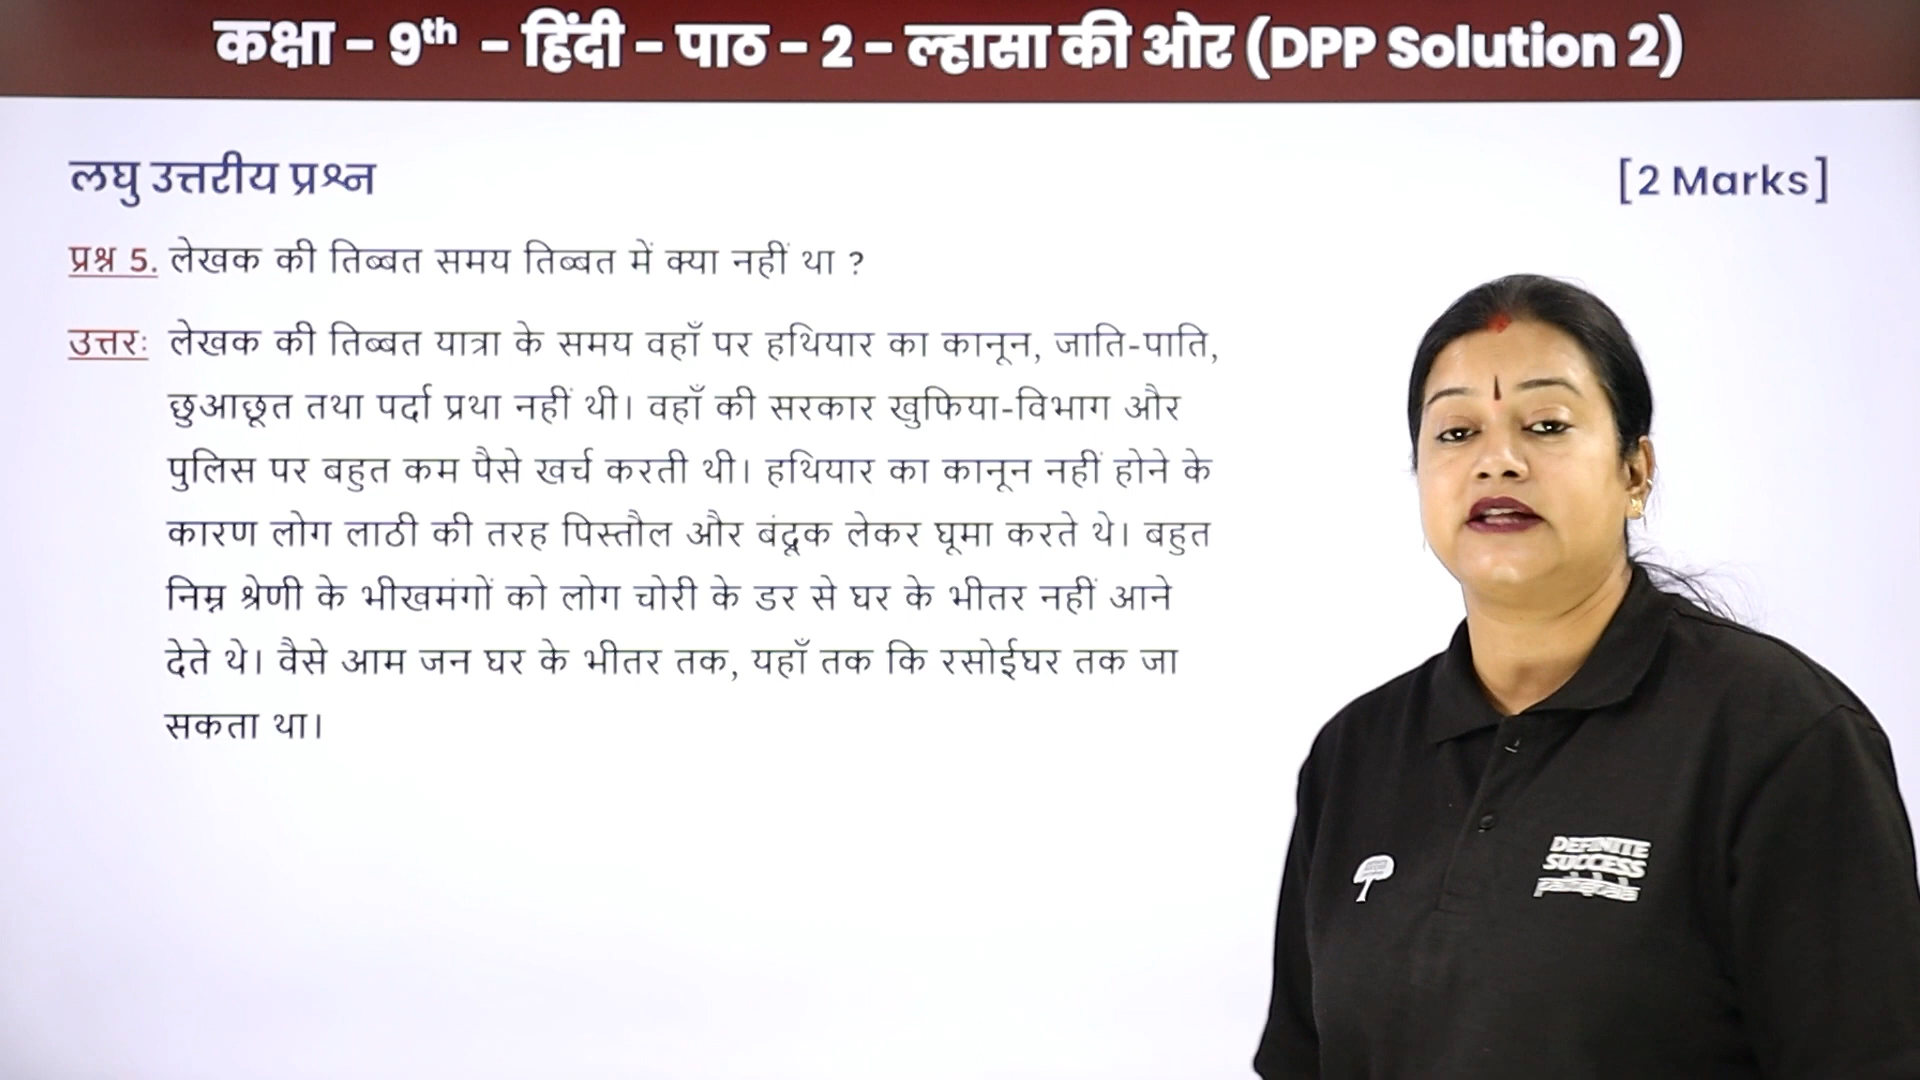 कक्षा - 9th - हिंदी - पाठ - 2 - ल्हासा की ओर (DPP Solution 2)
लघु उत्तरीय प्रश्न [2 Marks]
प्रश्न 5. लेखक की तिब्बत समय तिब्बत में क्या नहीं था ?
उत्तरः लेखक की तिब्बत यात्रा के समय वहाँ पर हथियार का कानून, जाति-पाति,
छुआछूत तथा पर्दा प्रथा नहीं थी। वहाँ की सरकार खुफिया-विभाग और
पुलिस पर बहुत कम पैसे खर्च करती थी। हथियार का कानून नहीं होने के
कारण लोग लाठी की तरह पिस्तौल और बंदूक लेकर घूमा करते थे। बहुत
निम्न श्रेणी के भीखमंगों को लोग चोरी के डर से घर के भीतर नहीं आने
देते थे। वैसे आम जन घर के भीतर तक, यहाँ तक कि रसोईघर तक जा
सकता था।
DEFINITE
SUCCESS